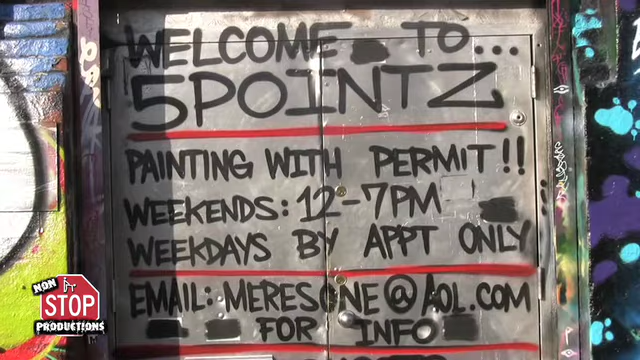 WELCOME TO...
5POINTZ
PAINTING WITH PERMIT!!
WEEKENDS: 12-7PM
WEEKDAYS BY APPT ONLY
EMAIL: MERESONE@AOL.COM
FOR INFO
NON
STOP
PRODUCTIONS